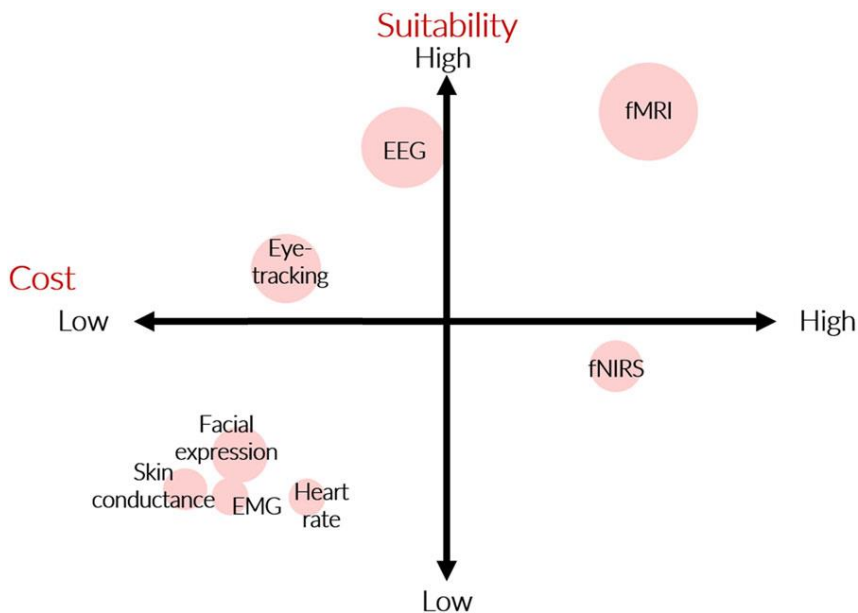 Suitability
High
fMRI
EEG
Eye-
tracking
Cost
Low
High
fNIRS
Facial
expression
Skin
conductance
EMG
Heart
rate
Low